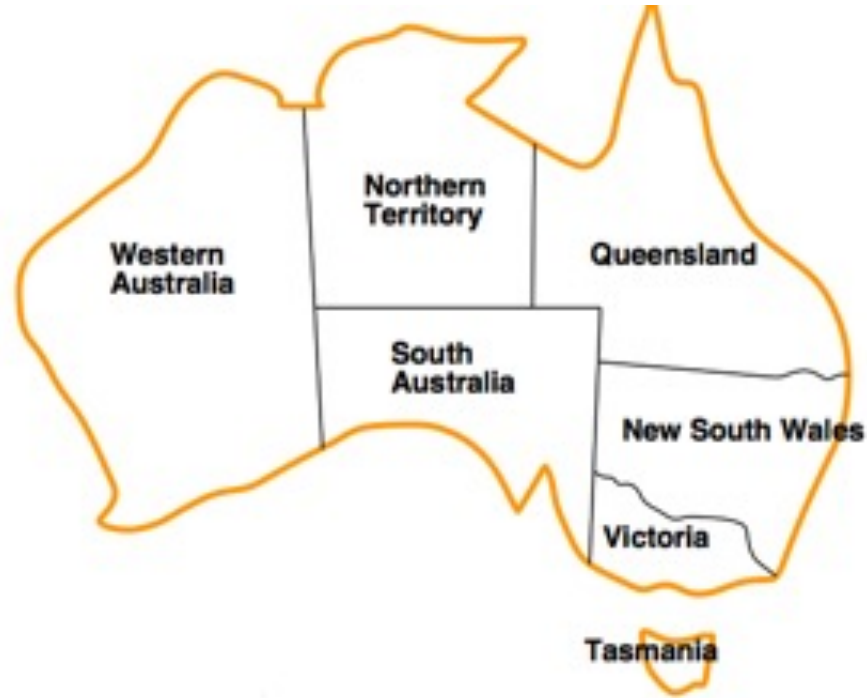 Northern
Territory
Western
Australia
Queensland
South
Australia
New South Wales
Victoria
Tasmania